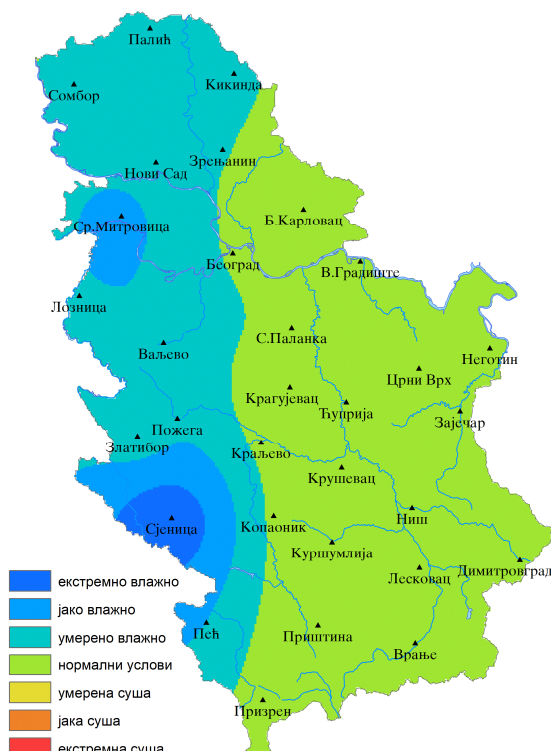 Палић
Кикинда
Сомбор
Зрењанин
Нови Сад
Ср.Митровица
Б.Карловац
Београд
В.Градиште
Лозница
С.Паланка
Ваљево
Неготин
Црни Врх
Крагујевац
Ћуприја
Зајечар
Пожега
Златибор
Краљево
Крушевац
Сјеница
Копаоник
Ниш
Куршумлија
Лесковац
Димитровград
Пећ
Приштина
Врање
Призрен
екстремно влажно
јако влажно
умерено влажно
нормални услови
умерена суша
јака суша
екстремна суша